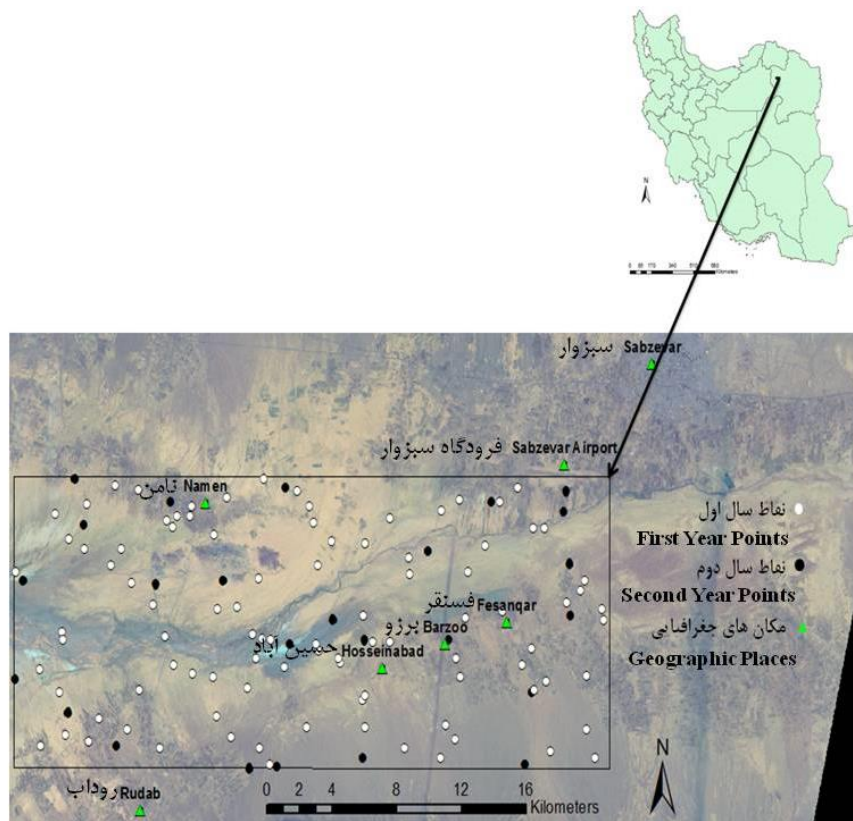 N
Kilometers
سبزوار Sabzevar
فرودگاه سبزوار Sabzevar Airport
نامن Namen
نقاط سال اول
First Year Points
نقاط سال دوم
Second Year Points
مکان های جغرافیایی
Geographic Places
فسنقر Fesanqar
برزو Barzoo
حسین آباد Hosseinabad
N
روداب Rudab
0 2 4 8 12 16
Kilometers